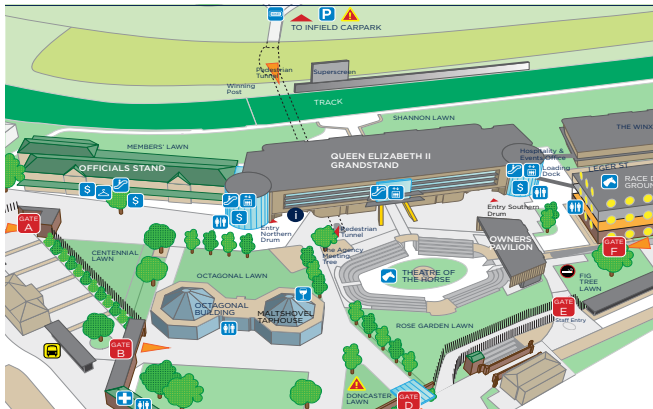 P
TO INFIELD CARPARK
Pedestrian
Tunnel
Superscreen
Winning
Post
TRACK
SHANNON LAWN
MEMBERS' LAWN
THE WINX
OFFICIALS STAND
QUEEN ELIZABETH II
GRANDSTAND
Hospitality &
Events Office
Loading
Dock
LEGER ST
RACE D
GROUN
$
$
$
$
i
GATE
A
Entry
Northern
Drum
Pedestrian
Tunnel
Entry Southern
Drum
The Agency
Meeting
Tree
OWNERS'
PAVILION
GATE
F
CENTENNIAL
LAWN
OCTAGONAL LAWN
THEATRE OF
THE HORSE
FIG
TREE
LAWN
OCTAGONAL
BUILDING
MALTSHOVEL
TAPHOUSE
GATE
E
Staff Entry
ROSE GARDEN LAWN
GATE
B
DONCASTER
LAWN
GATE
D